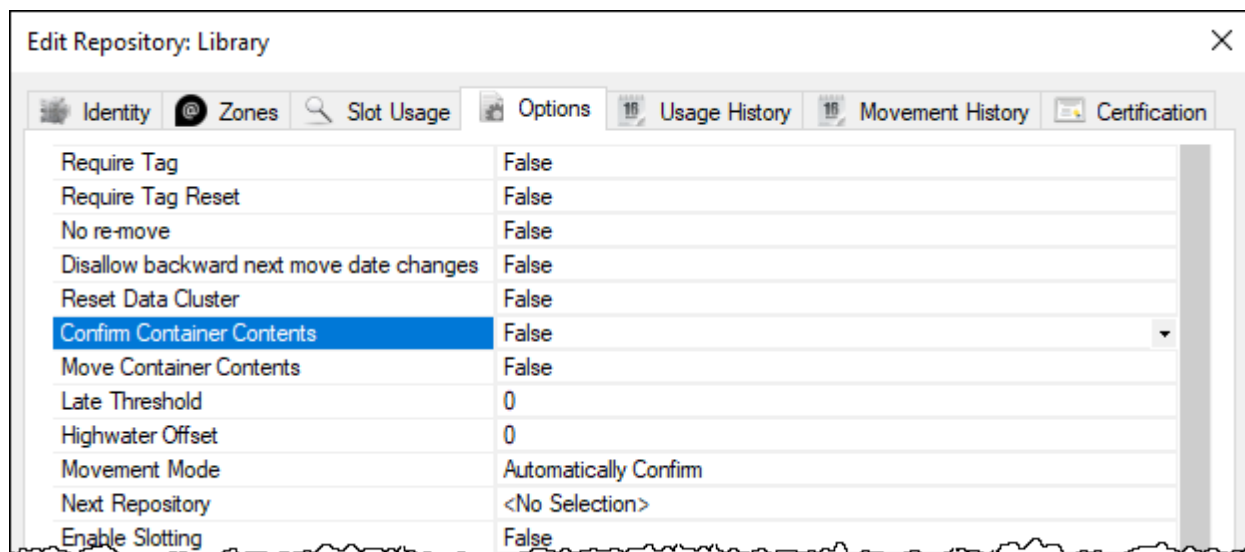 Edit Repository: Library
Identity Zones Slot Usage Options Usage History Movement History Certification
Require Tag False
Require Tag Reset False
No re-move False
Disallow backward next move date changes False
Reset Data Cluster False
Confirm Container Contents False
Move Container Contents False
Late Threshold 0
Highwater Offset 0
Movement Mode Automatically Confirm
Next Repository <No Selection>
Enable Slotting False